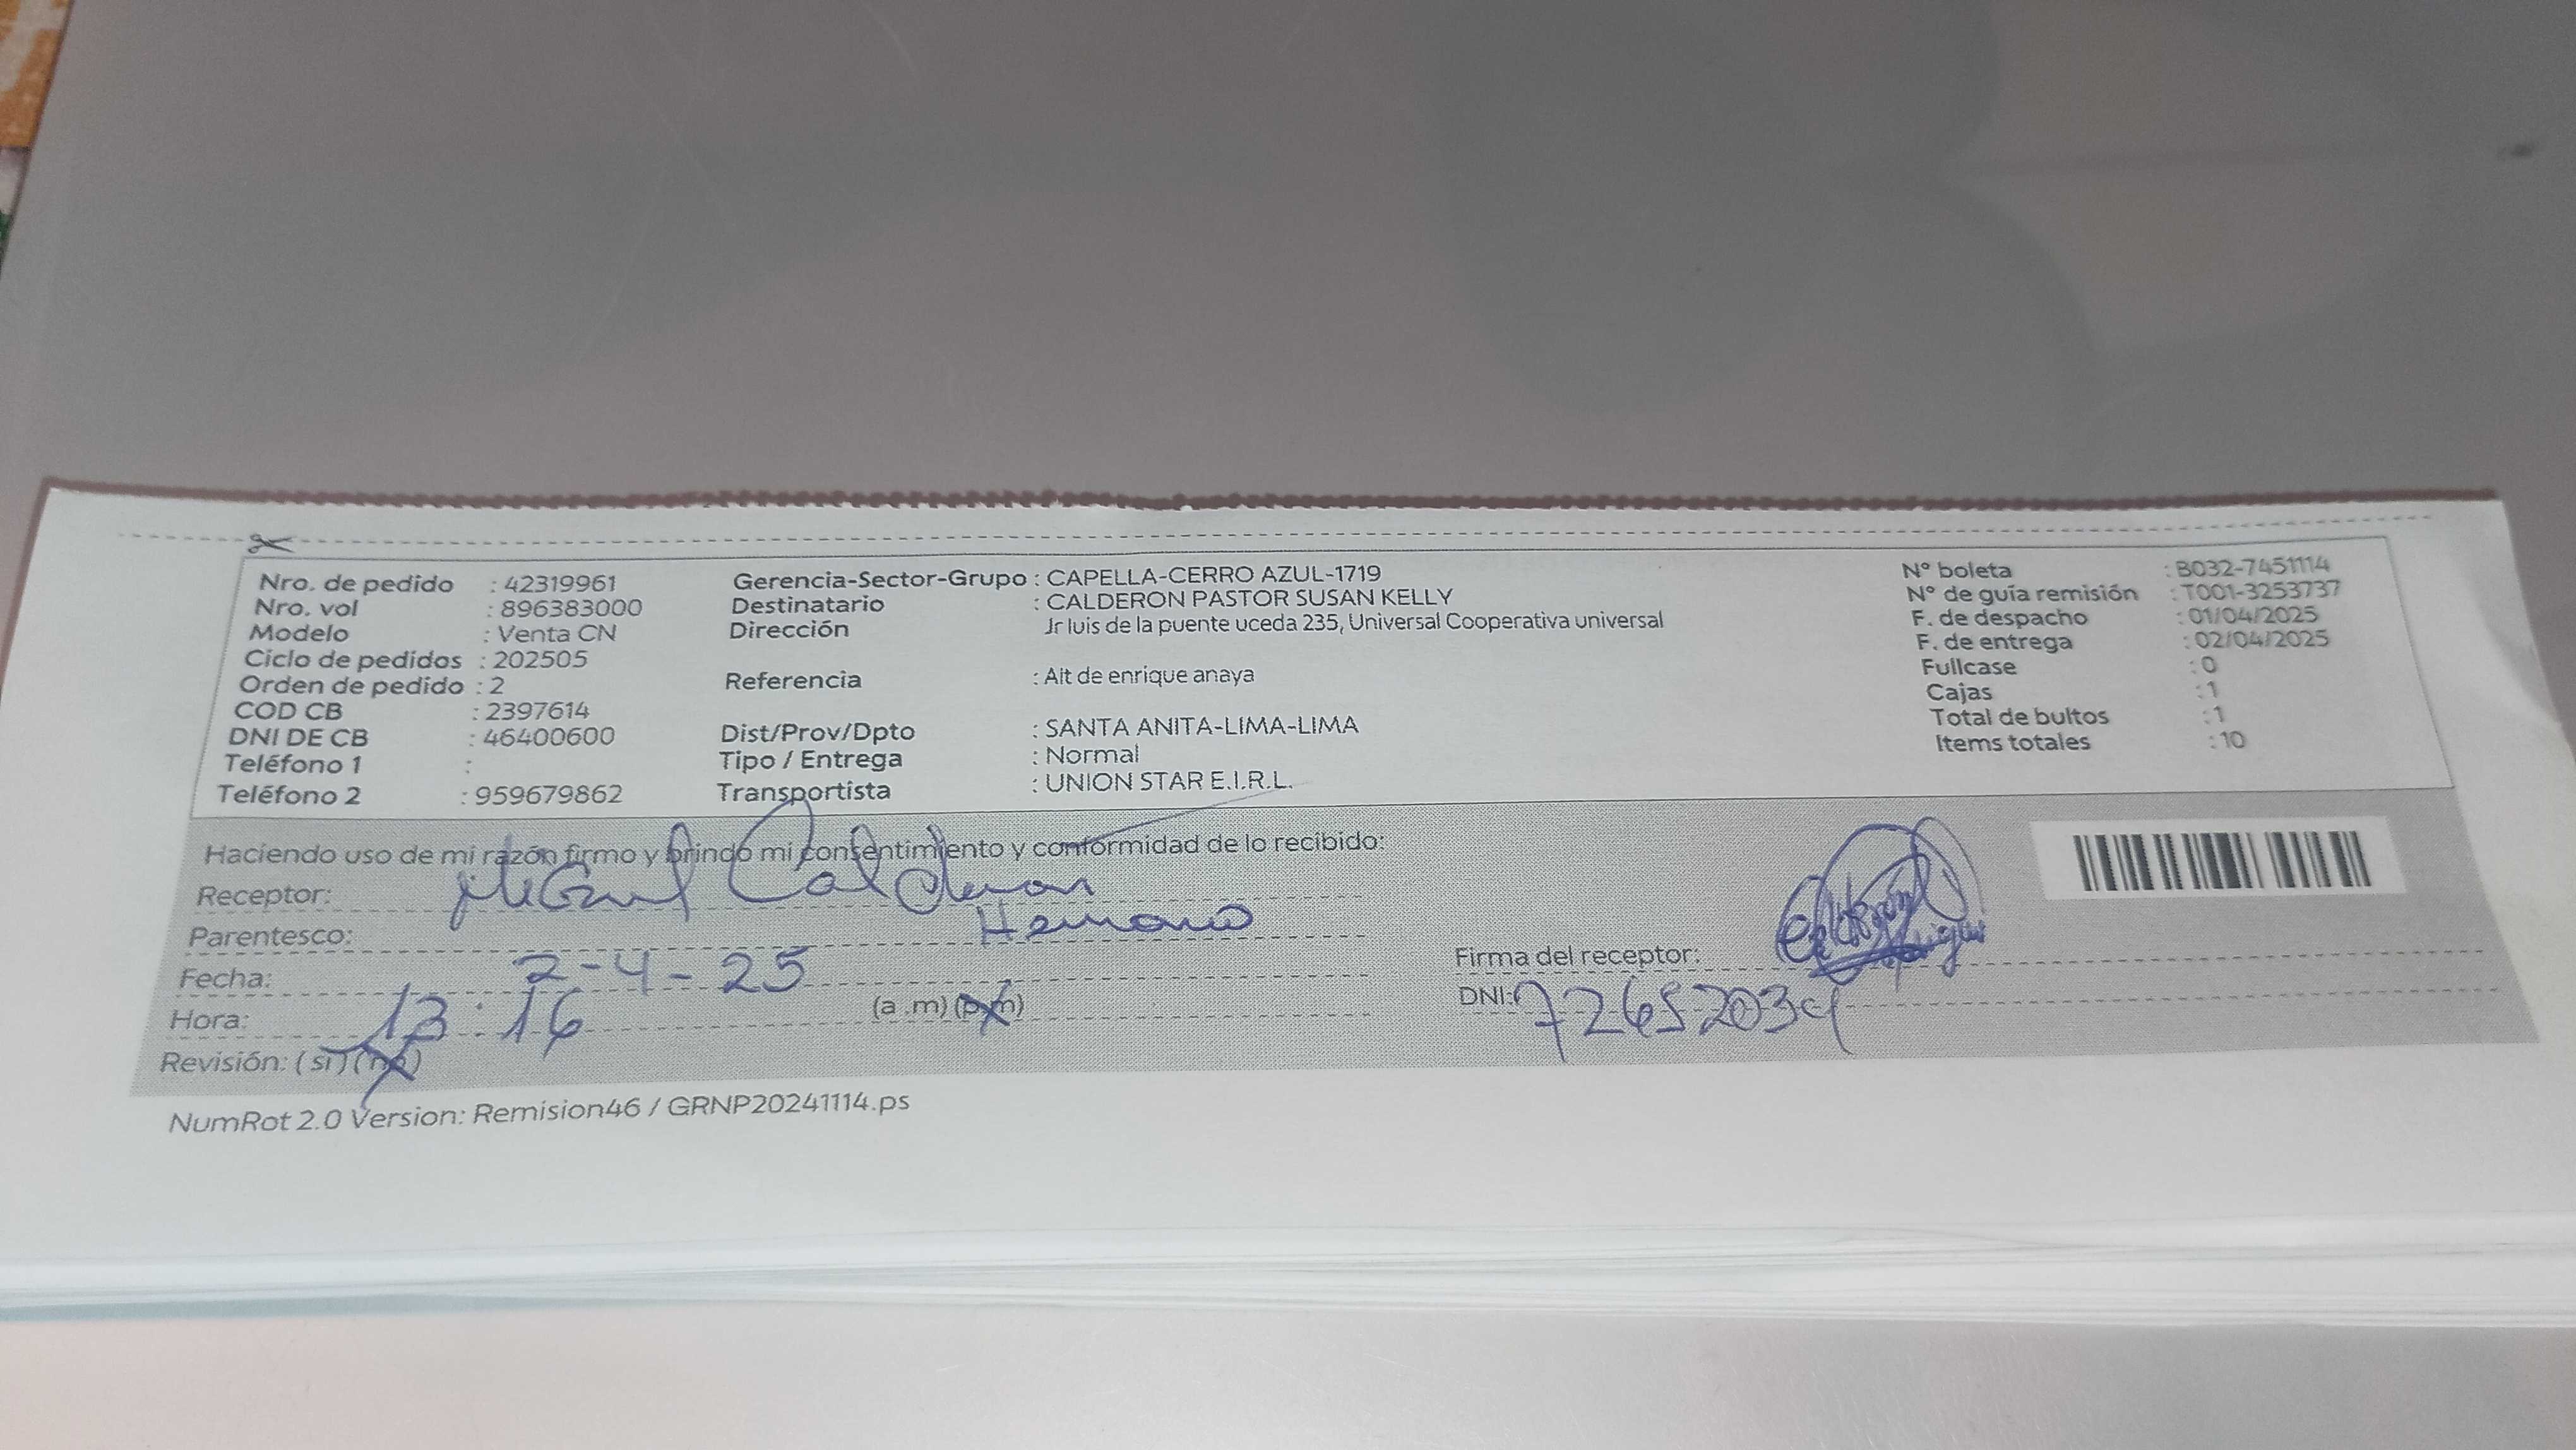 Nro. de pedido : 42319961
Nro. vol : 896383000
Modelo : Venta CN
Ciclo de pedidos : 202505
Orden de pedido : 2
COD CB : 2397614
DNI DE CB : 46400600
Teléfono 1 :
Teléfono 2 : 959679862
Gerencia-Sector-Grupo : CAPELLA-CERRO AZUL-1719
Destinatario : CALDERON PASTOR SUSAN KELLY
Dirección Jr luis de la puente uceda 235, Universal Cooperativa universal
Referencia : Alt de enrique anaya
Dist/Prov/Dpto : SANTA ANITA-LIMA-LIMA
Tipo / Entrega : Normal
Transportista : UNION STAR E.I.R.L.
N° boleta : B032-7451114
N° de guía remisión : T001-3253737
F. de despacho : 01/04/2025
F. de entrega : 02/04/2025
Fullcase : 0
Cajas : 1
Total de bultos : 1
Items totales : 10
Haciendo uso de mi razón firmo y brindo mi consentimiento y conformidad de lo recibido:
Receptor: Miguel Calderon
Parentesco: Hermano
Fecha: 2-4-25
Hora: 13:16 (a.m) (p.m)
Revisión: (si) (no)
Firma del receptor:
DNI: 72652034
NumRot 2.0 Version: Remision46 / GRNP20241114.ps